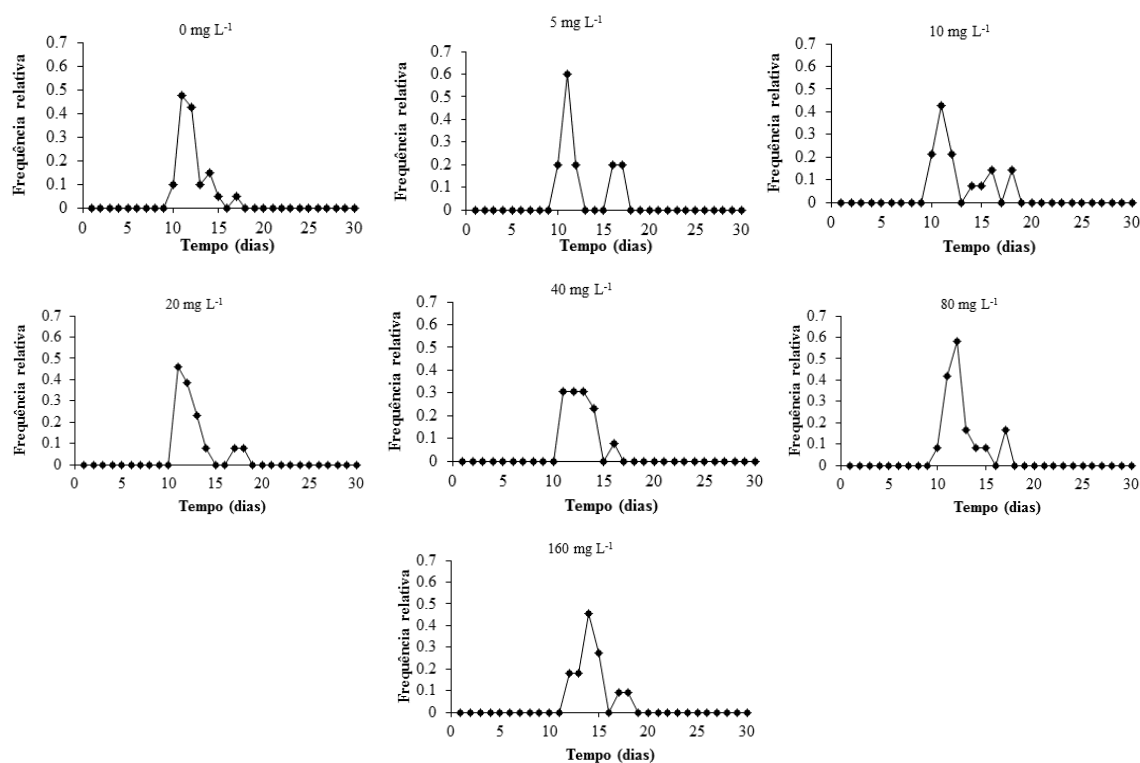 0 mg L⁻¹
Frequência relativa
0.7
0.6
0.5
0.4
0.3
0.2
0.1
0
0 5 10 15 20 25 30
Tempo (dias)
5 mg L⁻¹
Frequência relativa
0.7
0.6
0.5
0.4
0.3
0.2
0.1
0
0 5 10 15 20 25 30
Tempo (dias)
10 mg L⁻¹
Frequência relativa
0.7
0.6
0.5
0.4
0.3
0.2
0.1
0
0 5 10 15 20 25 30
Tempo (dias)
20 mg L⁻¹
Frequência relativa
0.7
0.6
0.5
0.4
0.3
0.2
0.1
0
0 5 10 15 20 25 30
Tempo (dias)
40 mg L⁻¹
Frequência relativa
0.7
0.6
0.5
0.4
0.3
0.2
0.1
0
0 5 10 15 20 25 30
Tempo (dias)
80 mg L⁻¹
Frequência relativa
0.7
0.6
0.5
0.4
0.3
0.2
0.1
0
0 5 10 15 20 25 30
Tempo (dias)
160 mg L⁻¹
Frequência relativa
0.7
0.6
0.5
0.4
0.3
0.2
0.1
0
0 5 10 15 20 25 30
Tempo (dias)